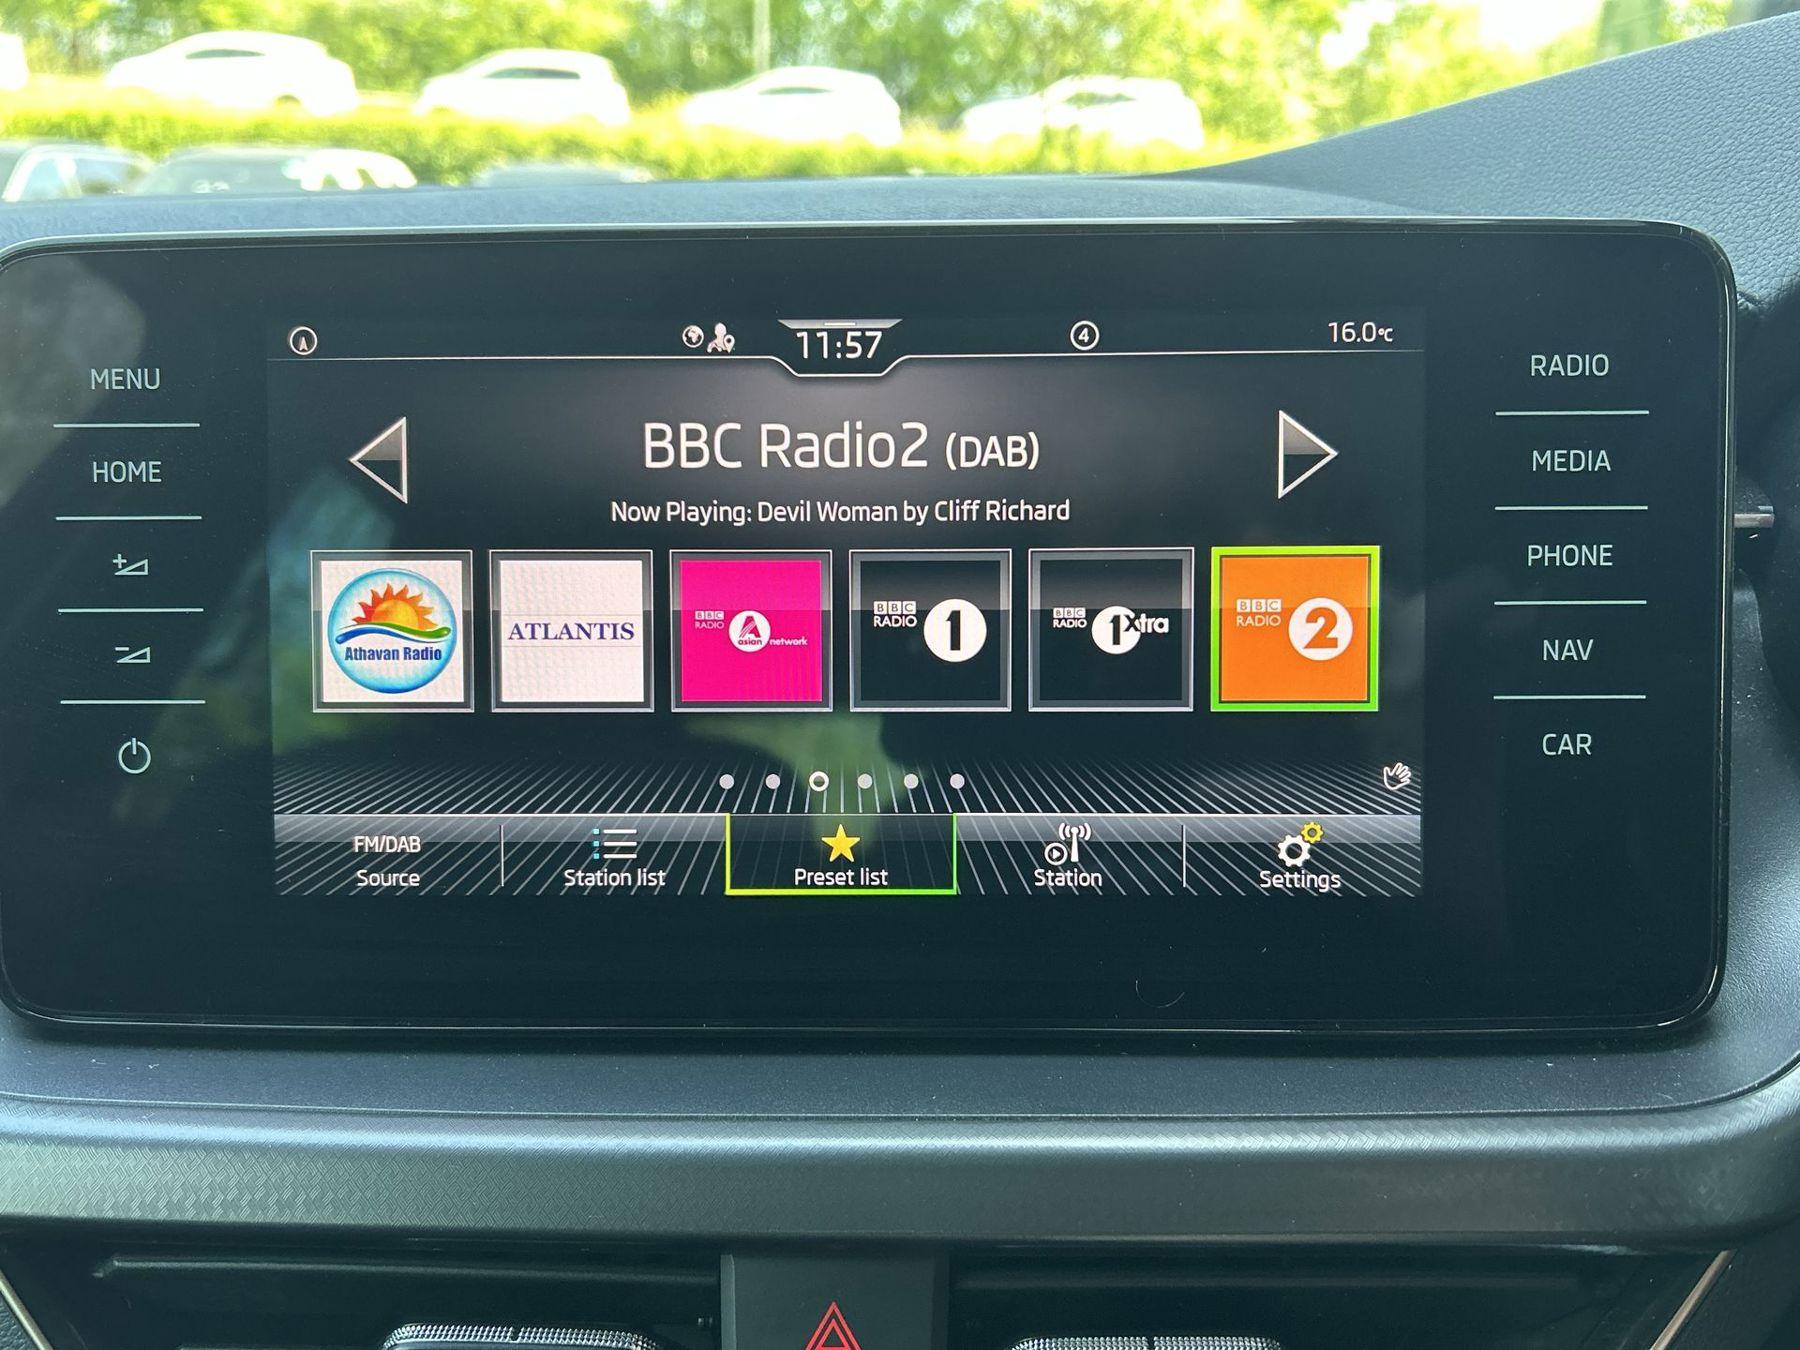 11:57
4
16.0°C
MENU
HOME
RADIO
MEDIA
PHONE
NAV
CAR
BBC Radio2 (DAB)
Now Playing: Devil Woman by Cliff Richard
Athavan Radio
ATLANTIS
BBC
RADIO
A
asian network
BBC
RADIO
1
BBC
RADIO
1Xtra
BBC
RADIO
2
FM/DAB
Source
Station list
Preset list
Station
Settings